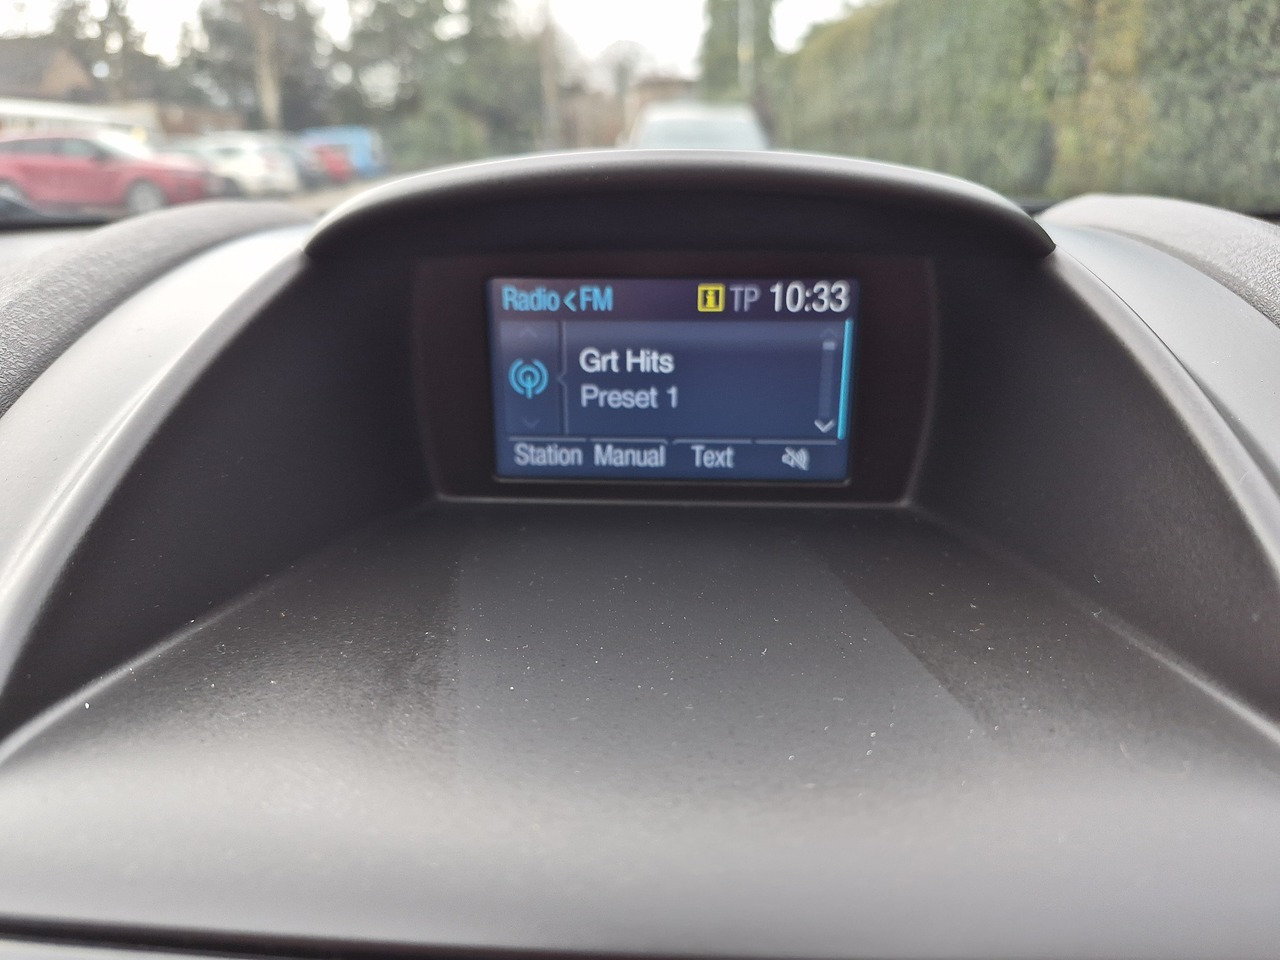 Radio < FM i TP 10:33
Grt Hits
Preset 1
Station Manual Text